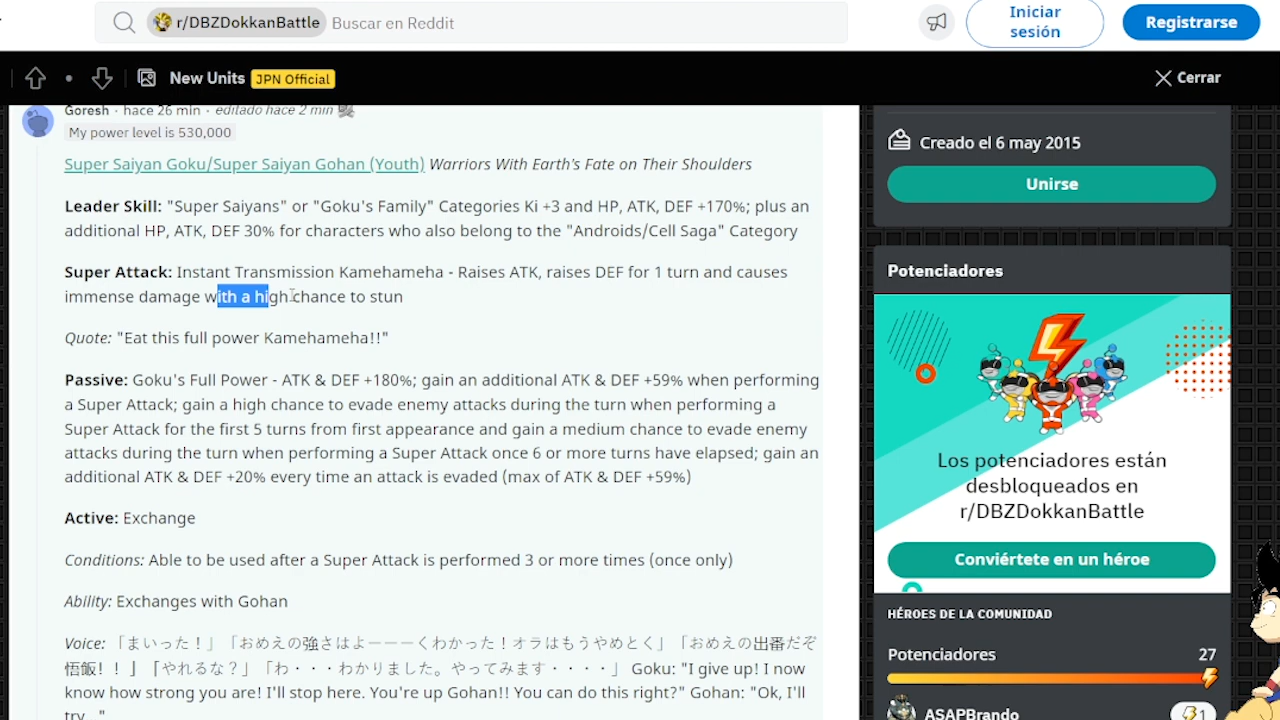 r/DBZDokkanBattle Buscar en Reddit
Iniciar sesión
Registrarse
New Units JPN Official
Cerrar
Goresh · hace 26 min · editado hace 2 min
My power level is 530,000
Super Saiyan Goku/Super Saiyan Gohan (Youth) Warriors With Earth's Fate on Their Shoulders
Leader Skill: "Super Saiyans" or "Goku's Family" Categories Ki +3 and HP, ATK, DEF +170%; plus an
additional HP, ATK, DEF 30% for characters who also belong to the "Androids/Cell Saga" Category
Super Attack: Instant Transmission Kamehameha - Raises ATK, raises DEF for 1 turn and causes
immense damage with a high chance to stun
Quote: "Eat this full power Kamehameha!!"
Passive: Goku's Full Power - ATK & DEF +180%; gain an additional ATK & DEF +59% when performing
a Super Attack; gain a high chance to evade enemy attacks during the turn when performing a
Super Attack for the first 5 turns from first appearance and gain a medium chance to evade enemy
attacks during the turn when performing a Super Attack once 6 or more turns have elapsed; gain an
additional ATK & DEF +20% every time an attack is evaded (max of ATK & DEF +59%)
Active: Exchange
Conditions: Able to be used after a Super Attack is performed 3 or more times (once only)
Ability: Exchanges with Gohan
Voice: 「まいった！」「おめえの強さはよーーーくわかった！オラはもうやめとく」「おめえの出番だぞ
悟飯！！」「やれるな？」「わ・・・わかりました。やってみます・・・・」 Goku: "I give up! I now
know how strong you are! I'll stop here. You're up Gohan!! You can do this right?" Gohan: "Ok, I'll
try..."
Creado el 6 may 2015
Unirse
Potenciadores
Los potenciadores están
desbloqueados en
r/DBZDokkanBattle
Conviértete en un héroe
HÉROES DE LA COMUNIDAD
Potenciadores 27
ASAPBrando 1